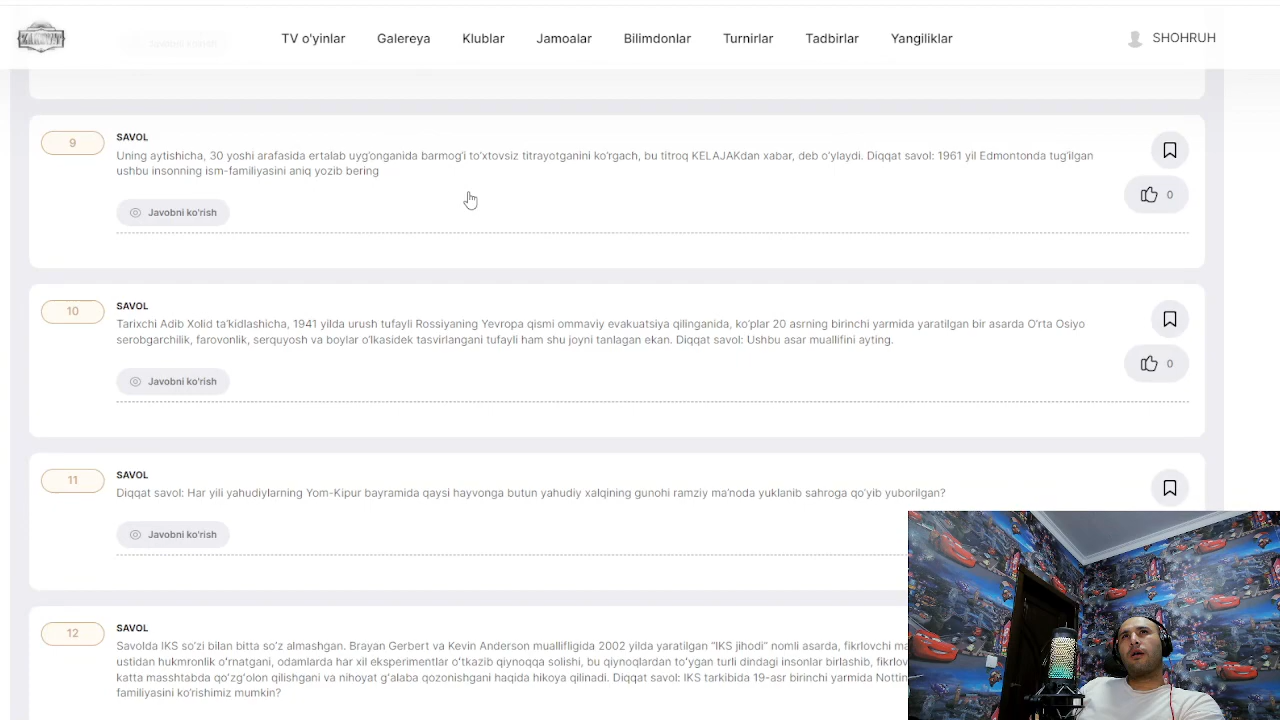 ZAKOVAT
TV o'yinlar
Galereya
Klublar
Jamoalar
Bilimdonlar
Turnirlar
Tadbirlar
Yangiliklar
SHOHRUH
9
SAVOL
Uning aytishicha, 30 yoshi arafasida ertalab uyg'onganida barmog'i to'xtovsiz titrayotganini ko'rgach, bu titroq KELAJAKdan xabar, deb o'ylaydi. Diqqat savol: 1961 yil Edmontonda tug'ilgan
ushbu insonning ism-familiyasini aniq yozib bering
0
Javobni ko'rish
10
SAVOL
Tarixchi Adib Xolid ta'kidlashicha, 1941 yilda urush tufayli Rossiyaning Yevropa qismi ommaviy evakuatsiya qilinganida, ko'plar 20 asrning birinchi yarmida yaratilgan bir asarda O'rta Osiyo
serobgarchilik, farovonlik, serquyosh va boylar o'lkasidek tasvirlangani tufayli ham shu joyni tanlagan ekan. Diqqat savol: Ushbu asar muallifini ayting.
0
Javobni ko'rish
11
SAVOL
Diqqat savol: Har yili yahudiylarning Yom-Kipur bayramida qaysi hayvonga butun yahudiy xalqining gunohi ramziy ma'noda yuklanib sahroga qo'yib yuborilgan?
Javobni ko'rish
12
SAVOL
Savolda IKS so'zi bilan bitta so'z almashgan. Brayan Gerbert va Kevin Anderson muallifligida 2002 yilda yaratilgan "IKS jihodi" nomli asarda, fikrlovchi ma
ustidan hukmronlik o'rnatgani, odamlarda har xil eksperimentlar o'tkazib qiynoqqa solishi, bu qiynoqlardan to'ygan turli dindagi insonlar birlashib, fikrlov
katta masshtabda qo'zg'olon qilishgani va nihoyat g'alaba qozonishgani haqida hikoya qilinadi. Diqqat savol: IKS tarkibida 19-asr birinchi yarmida Notting
familiyasini ko'rishimiz mumkin?